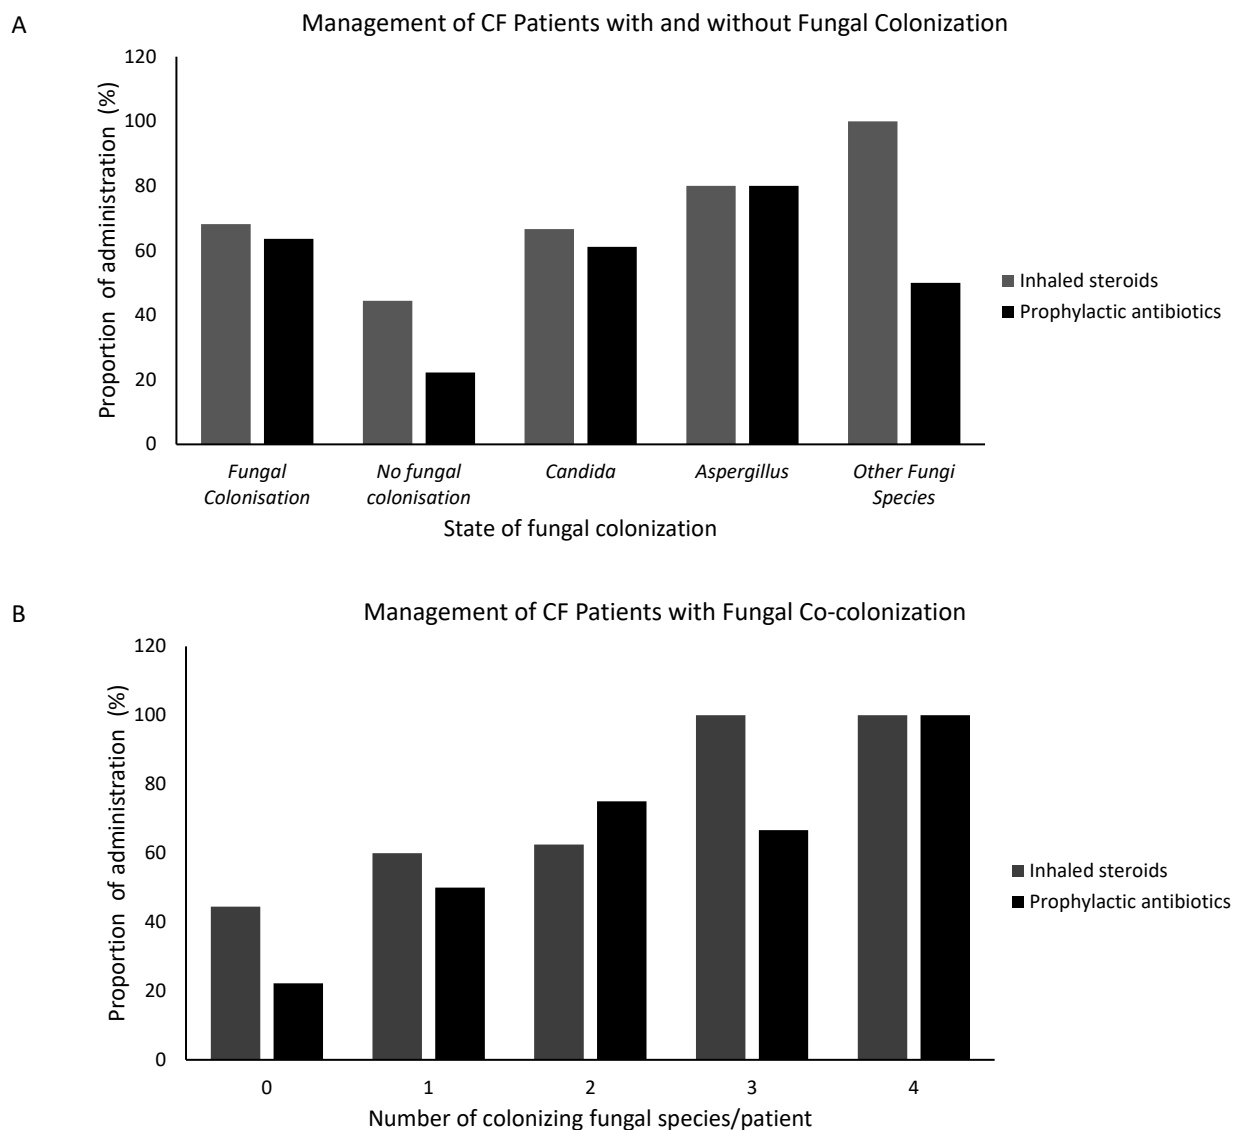 A
Management of CF Patients with and without Fungal Colonization
Proportion of administration (%)
120
100
80
60
40
20
0
Fungal Colonisation
No fungal colonisation
Candida
Aspergillus
Other Fungi Species
State of fungal colonization
Inhaled steroids
Prophylactic antibiotics
B
Management of CF Patients with Fungal Co-colonization
Proportion of administration (%)
120
100
80
60
40
20
0
0 1 2 3 4
Number of colonizing fungal species/patient
Inhaled steroids
Prophylactic antibiotics